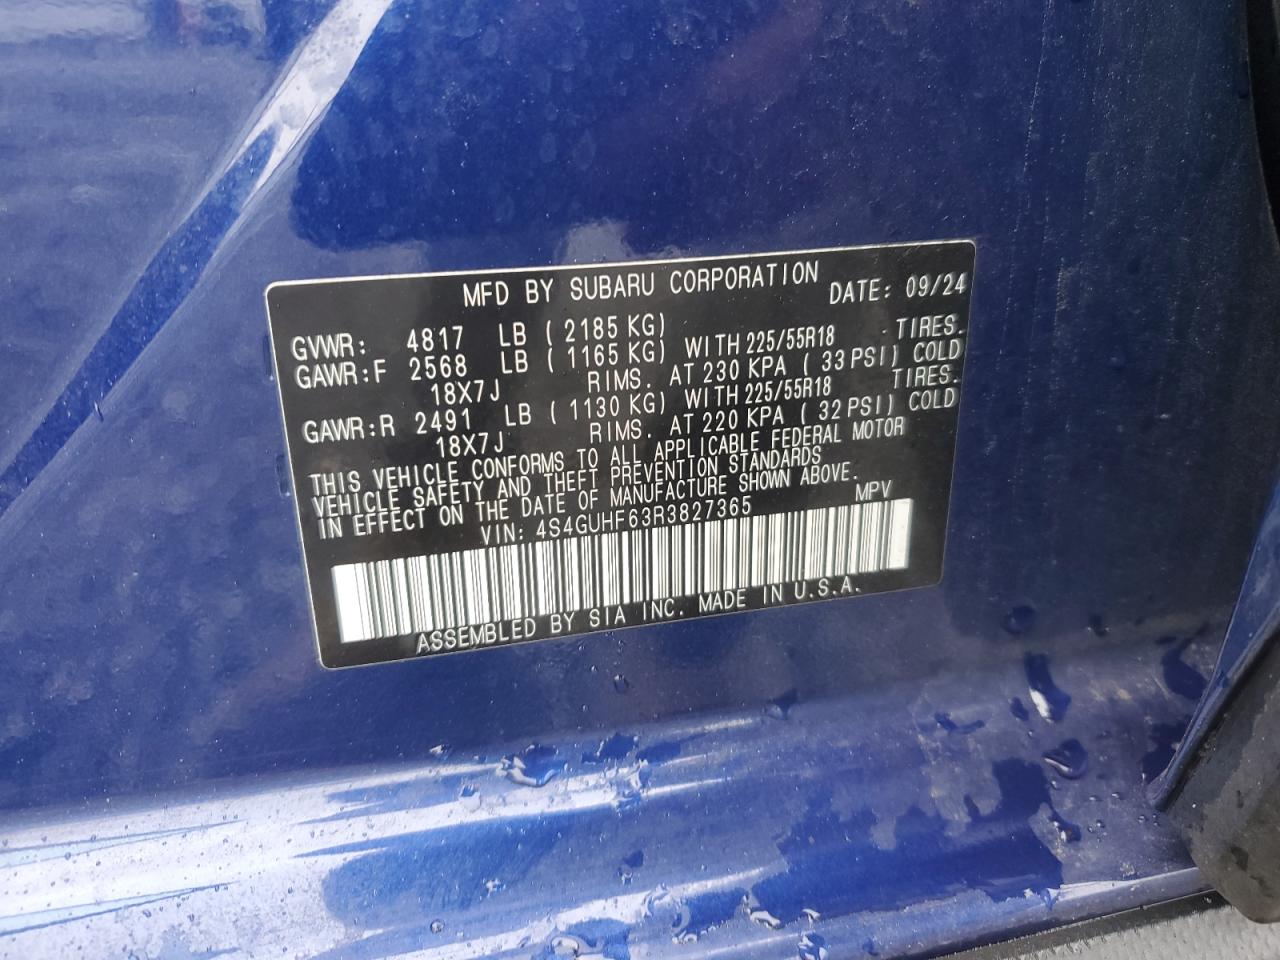 MFD BY SUBARU CORPORATION DATE: 09/24
GVWR: 4817 LB ( 2185 KG)
GAWR:F 2568 LB ( 1165 KG) WITH 225/55R18 TIRES.
18X7J RIMS. AT 230 KPA ( 33 PSI) COLD
GAWR:R 2491 LB ( 1130 KG) WITH 225/55R18 TIRES.
18X7J RIMS. AT 220 KPA ( 32 PSI) COLD
THIS VEHICLE CONFORMS TO ALL APPLICABLE FEDERAL MOTOR
VEHICLE SAFETY AND THEFT PREVENTION STANDARDS
IN EFFECT ON THE DATE OF MANUFACTURE SHOWN ABOVE.
VIN: 4S4GUHF63R3827365 MPV
ASSEMBLED BY SIA INC. MADE IN U.S.A.